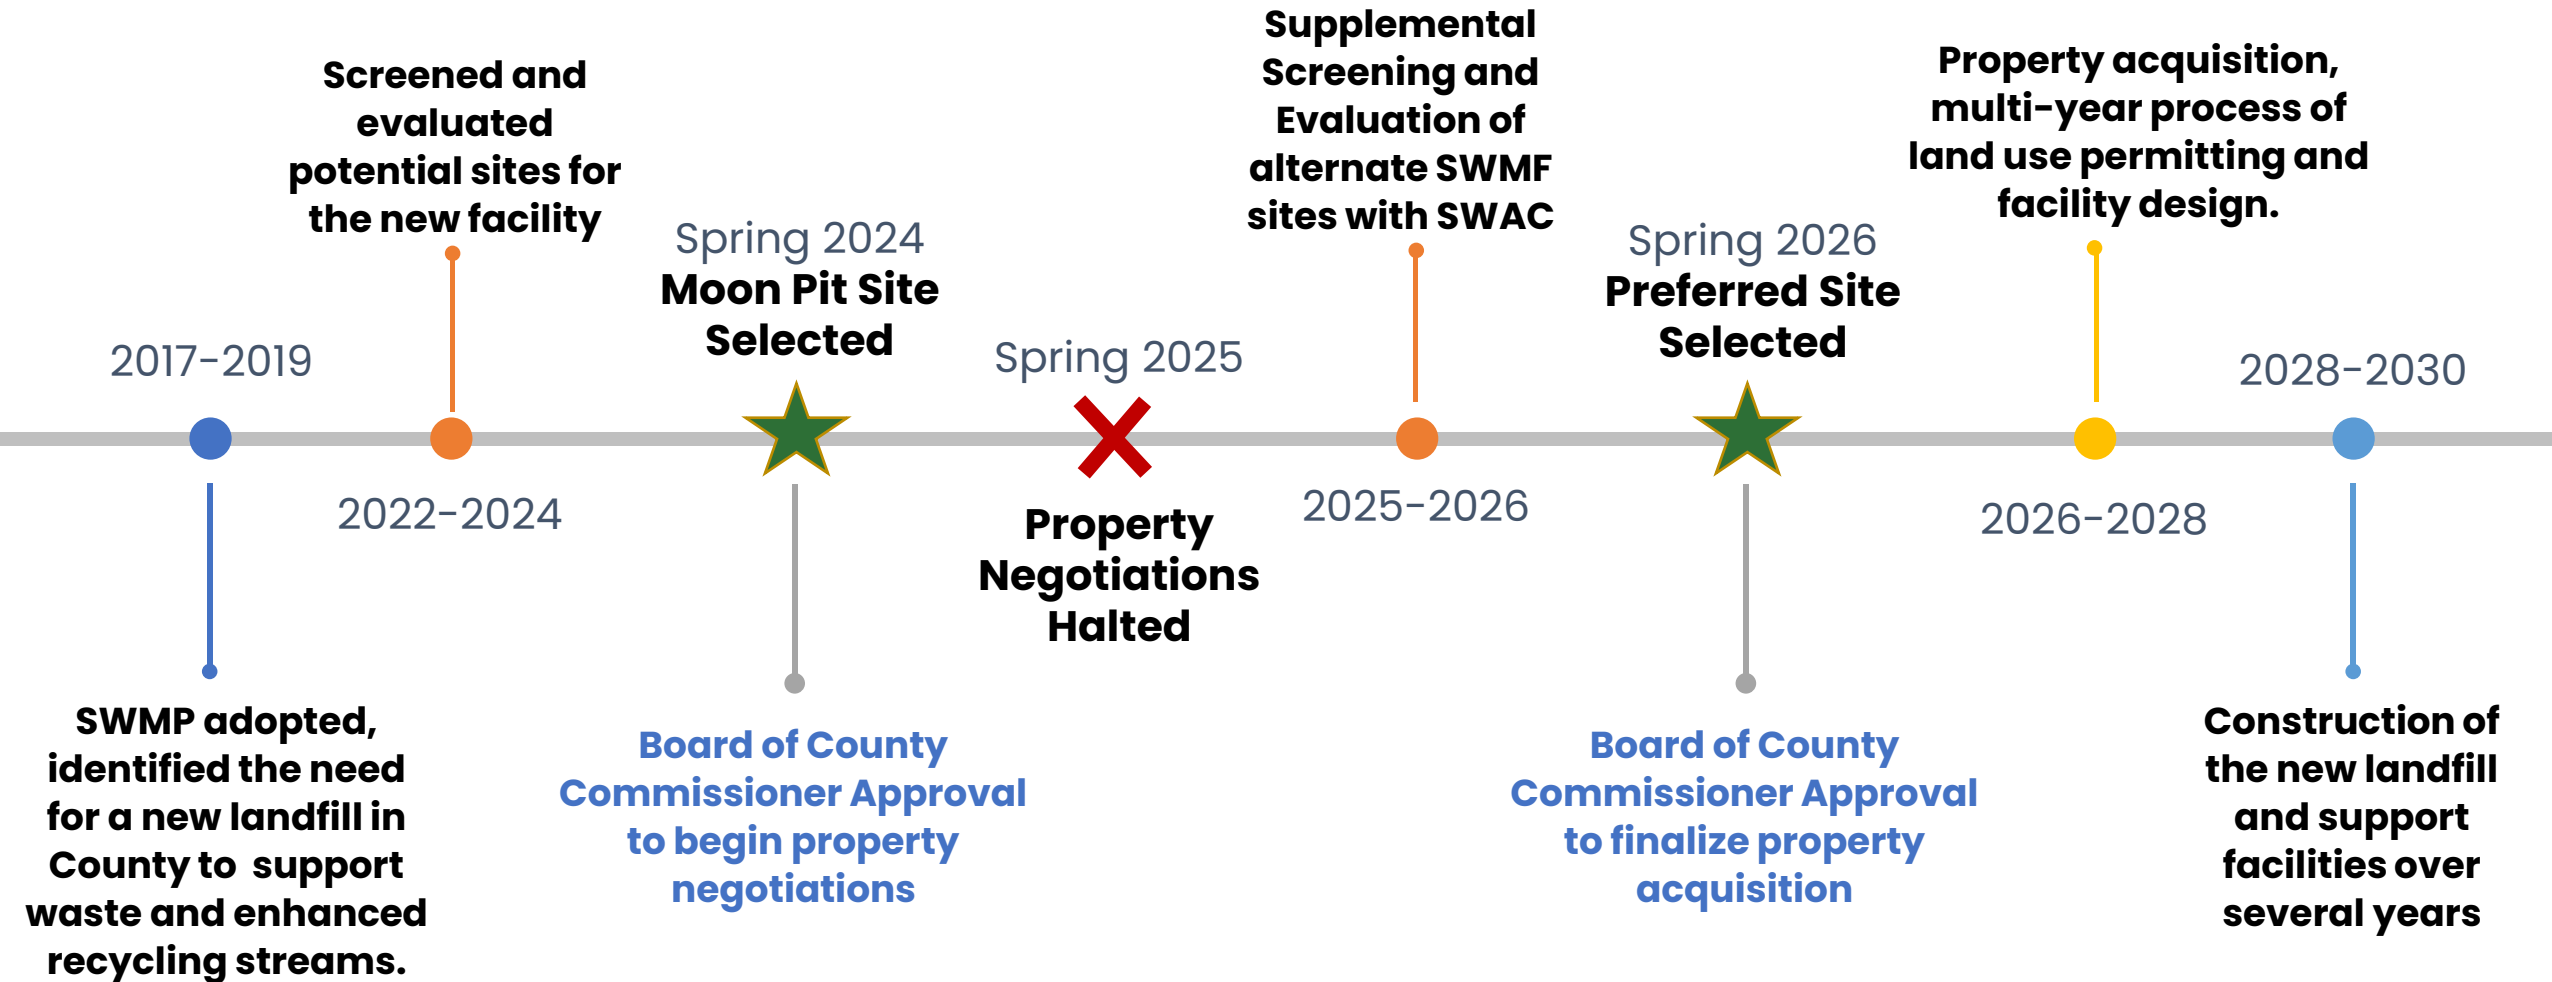 2017-2019
SWMP adopted,
identified the need
for a new landfill in
County to  support
waste and enhanced
recycling streams.
Screened and
evaluated
potential sites for
the new facility
2022-2024
Spring 2024
Moon Pit Site
Selected
Board of County
Commissioner Approval
to begin property
negotiations
Spring 2025
Property
Negotiations
Halted
Supplemental
Screening and
Evaluation of
alternate SWMF
sites with SWAC
2025-2026
Spring 2026
Preferred Site
Selected
Board of County
Commissioner Approval
to finalize property
acquisition
Property acquisition,
multi-year process of
land use permitting and
facility design.
2026-2028
2028-2030
Construction of
the new landfill
and support
facilities over
several years